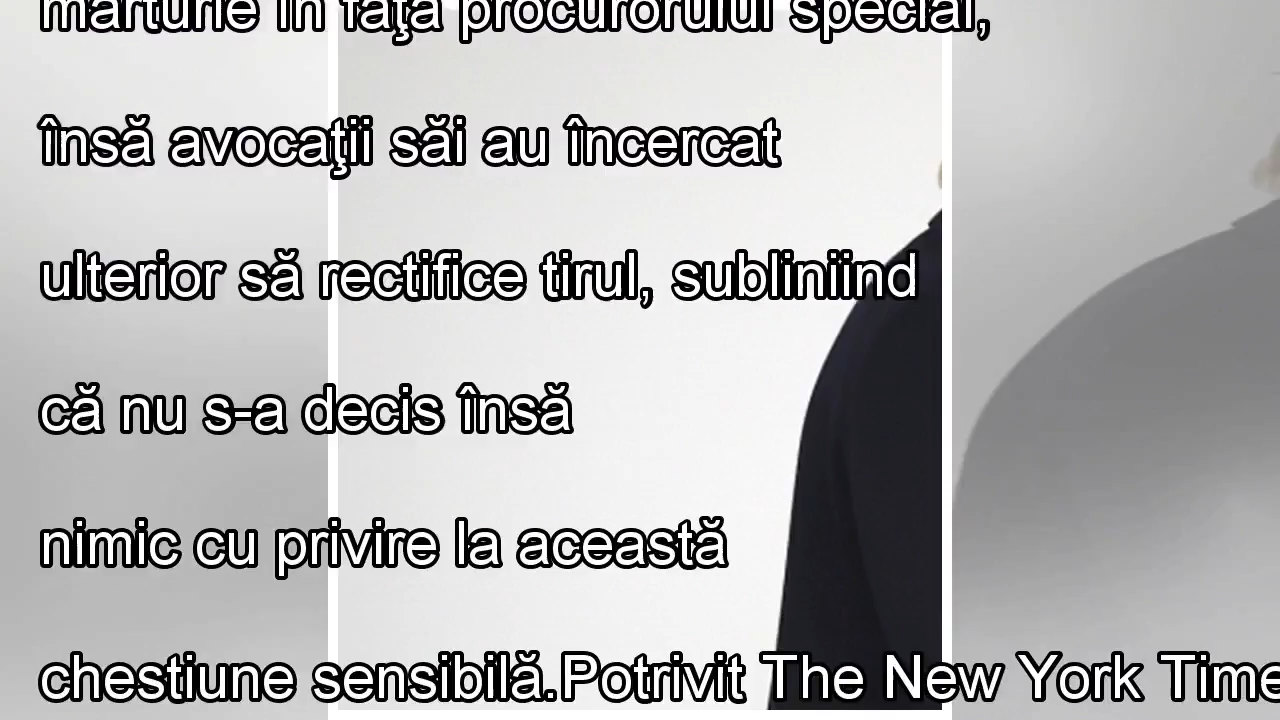 mărturie în faţa procurorului special,
însă avocaţii săi au încercat
ulterior să rectifice tirul, subliniind
că nu s-a decis însă
nimic cu privire la această
chestiune sensibilă.Potrivit The New York Time